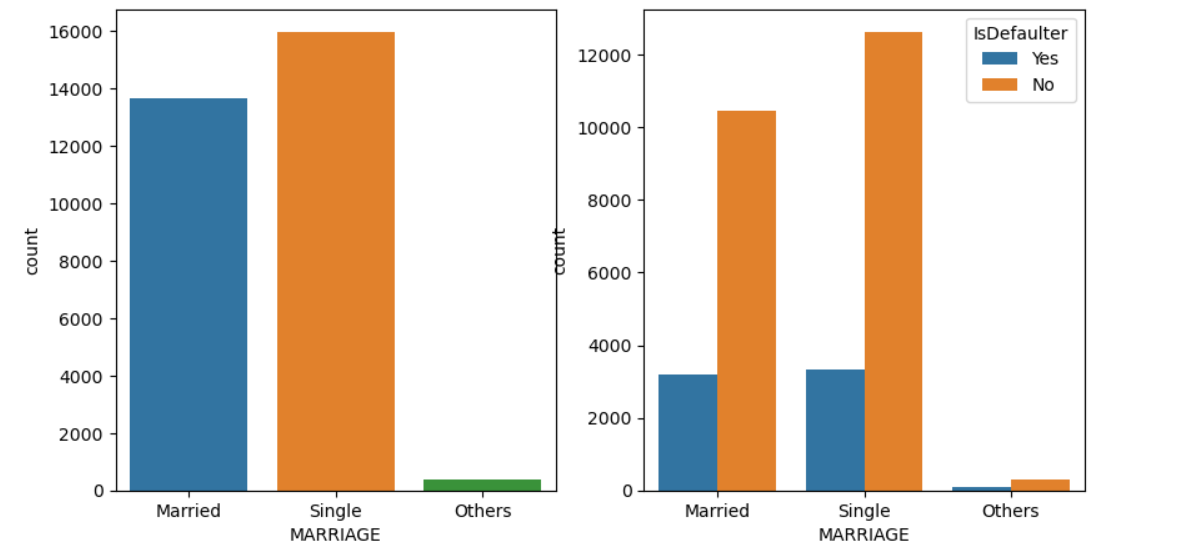 16000
14000
12000
10000
8000
6000
4000
2000
0
count
Married
Single
Others
MARRIAGE
12000
10000
8000
6000
4000
2000
0
count
IsDefaulter
Yes
No
Married
Single
Others
MARRIAGE